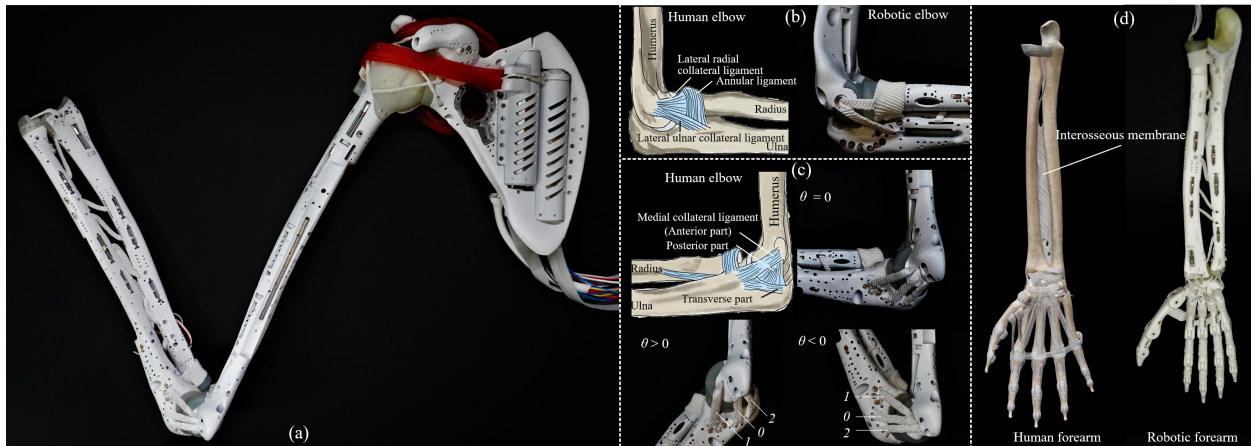 (a)
(b)
Human elbow
Robotic elbow
Humerus
Lateral radial
collateral ligament
Annular ligament
Radius
Lateral ulnar collateral ligament
Ulna
(c)
Human elbow
θ = 0
Humerus
Medial collateral ligament
(Anterior part)
Posterior part
Radius
Transverse part
Ulna
θ > 0
2
0
1
θ < 0
1
0
2
(d)
Interosseous membrane
Human forearm
Robotic forearm